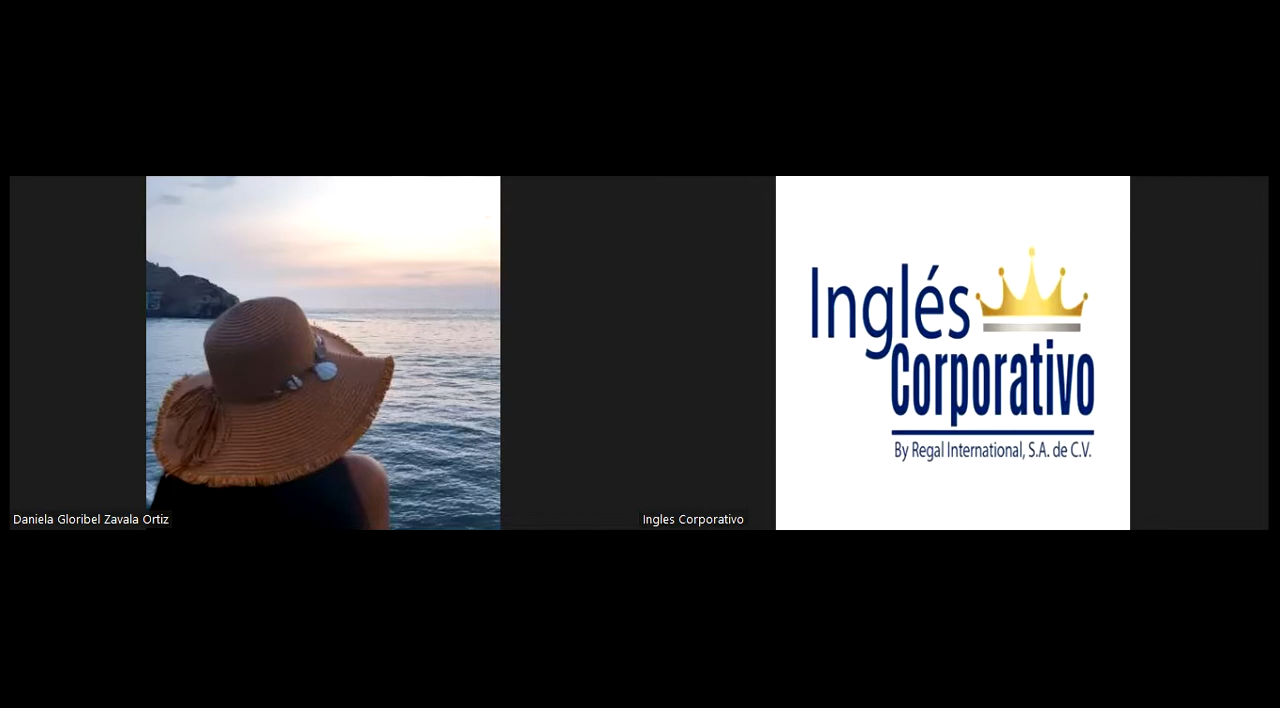 Inglés
Corporativo
By Regal International, S.A. de C.V.
Daniela Gloribel Zavala Ortiz
Ingles Corporativo